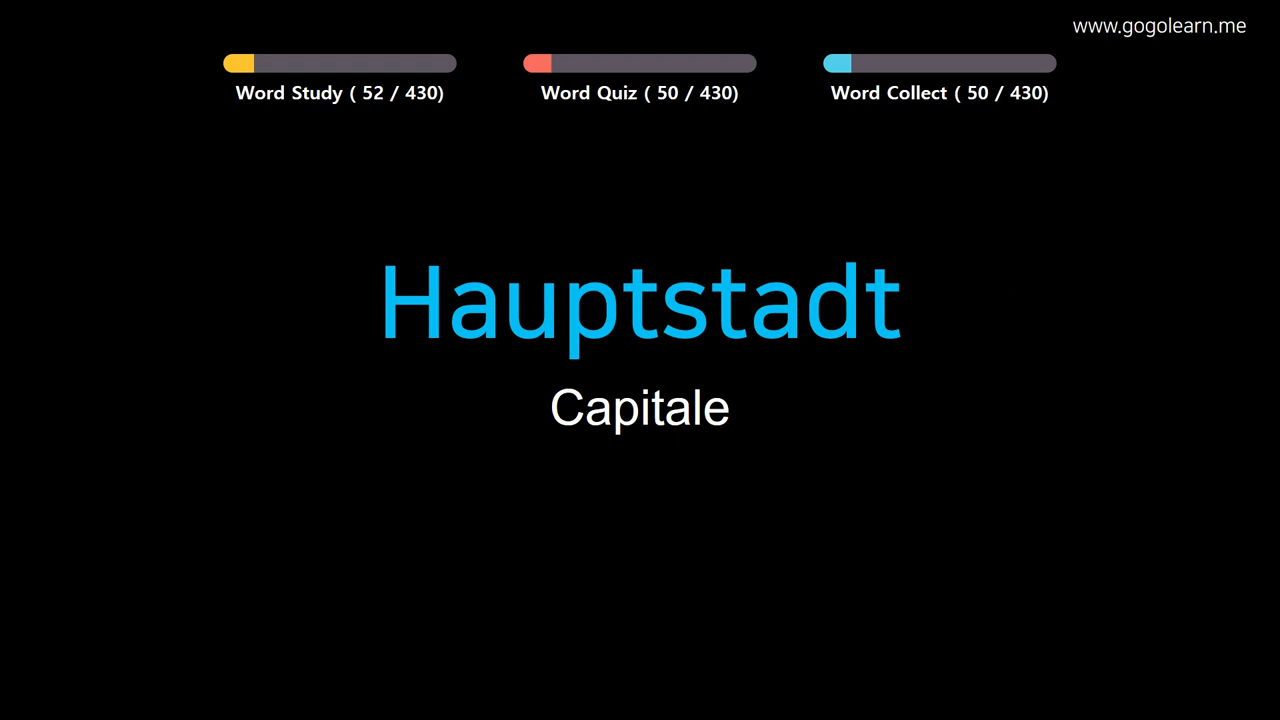 www.gogolearn.me
Word Study ( 52 / 430)
Word Quiz ( 50 / 430)
Word Collect ( 50 / 430)
Hauptstadt
Capitale